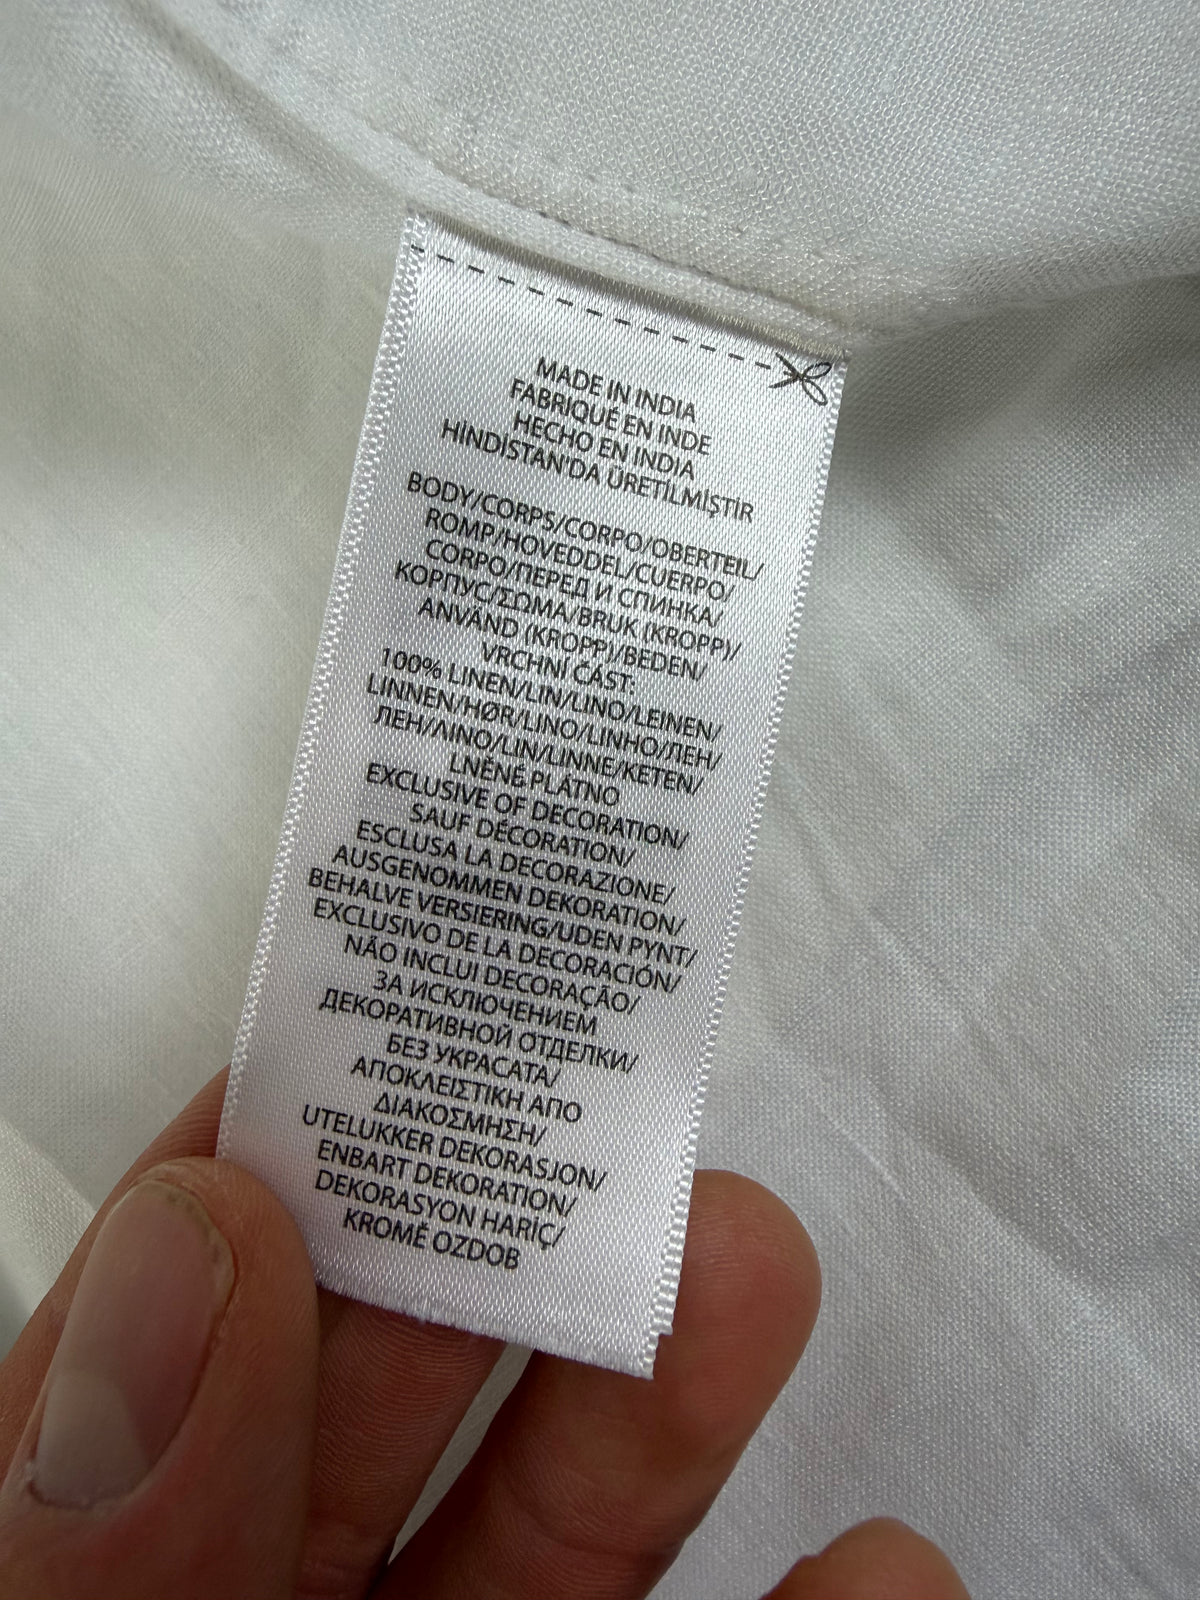 MADE IN INDIA
FABRIQUÉ EN INDE
HECHO EN INDIA
HİNDİSTAN'DA ÜRETİLMİŞTİR
BODY/CORPS/CORPO/OBERTEIL/
ROMP/HOVEDDEL/CUERPO/
CORPO/ПЕРЕД И СПИНКА/
КОРПУС/ΣΩΜΑ/BRUK (KROPP)/
ANVÄND (KROPP)/BEDEN/
VRCHNÍ ČÁST:
100% LINEN/LIN/LINO/LEINEN/
LINNEN/HØR/LINO/LINHO/ЛЕН/
ЛЕН/ΛΙΝΟ/LIN/LINNE/KETEN/
LNĚNÉ PLÁTNO
EXCLUSIVE OF DECORATION/
SAUF DÉCORATION/
ESCLUSA LA DECORAZIONE/
AUSGENOMMEN DEKORATION/
BEHALVE VERSIERING/UDEN PYNT/
EXCLUSIVO DE LA DECORACIÓN/
NÃO INCLUI DECORAÇÃO/
ЗА ИСКЛЮЧЕНИЕМ
ДЕКОРАТИВНОЙ ОТДЕЛКИ/
БЕЗ УКРАСАТА/
ΑΠΟΚΛΕΙΣΤΙΚΗ ΑΠΟ
ΔΙΑΚΟΣΜΗΣΗ/
UTELUKKER DEKORASJON/
ENBART DEKORATION/
DEKORASYON HARİÇ/
KROMĚ OZDOB